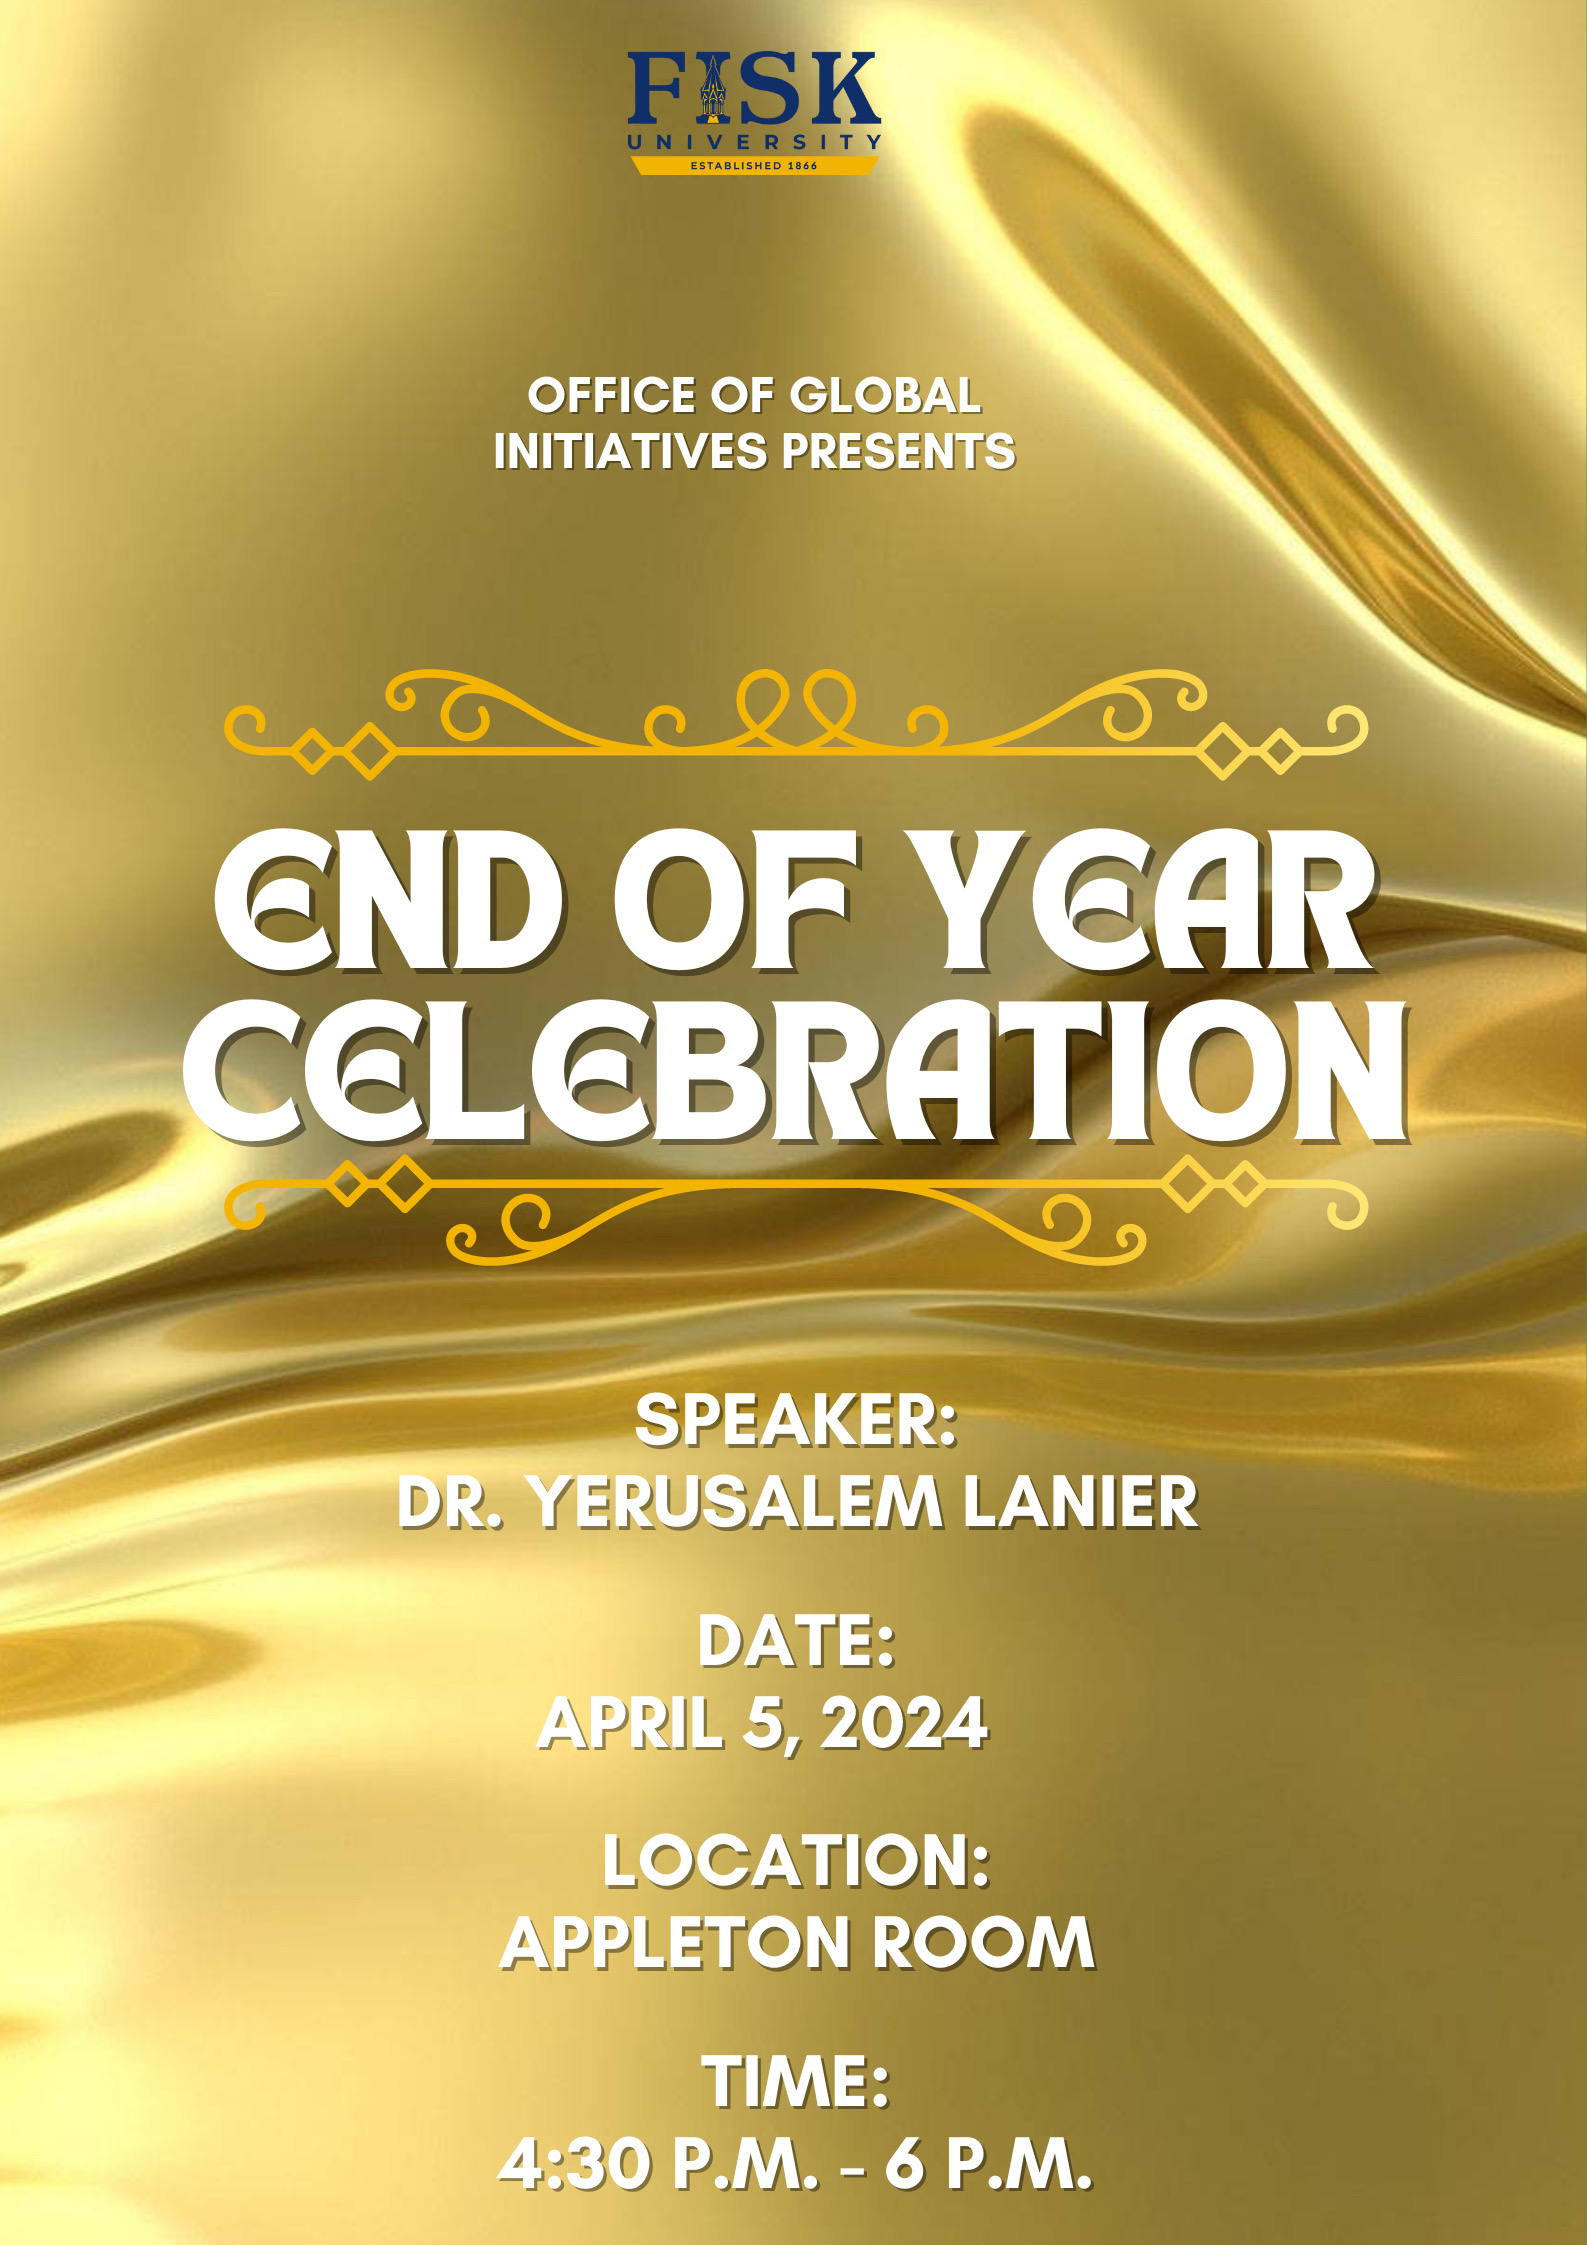 FISK
UNIVERSITY
ESTABLISHED 1866
OFFICE OF GLOBAL
INITIATIVES PRESENTS
END OF YEAR
CELEBRATION
SPEAKER:
DR. YERUSALEM LANIER
DATE:
APRIL 5, 2024
LOCATION:
APPLETON ROOM
TIME:
4:30 P.M. - 6 P.M.